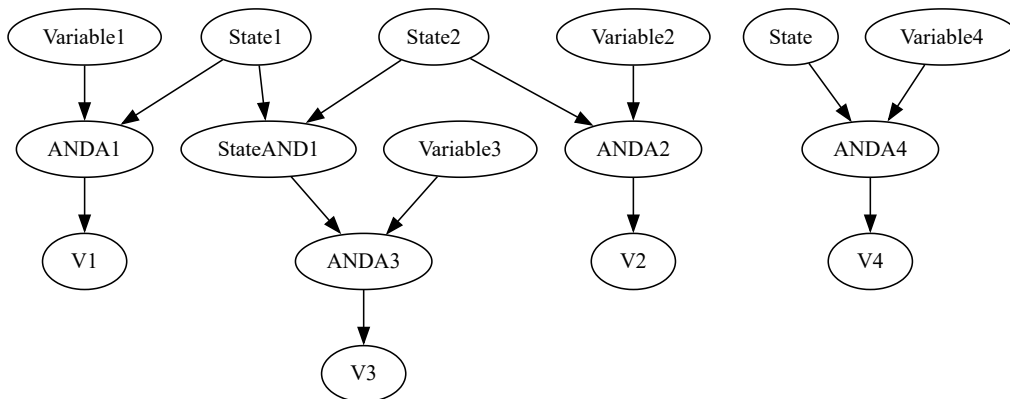 Variable1
State1
State2
Variable2
State
Variable4
ANDA1
StateAND1
Variable3
ANDA2
ANDA4
V1
ANDA3
V2
V4
V3